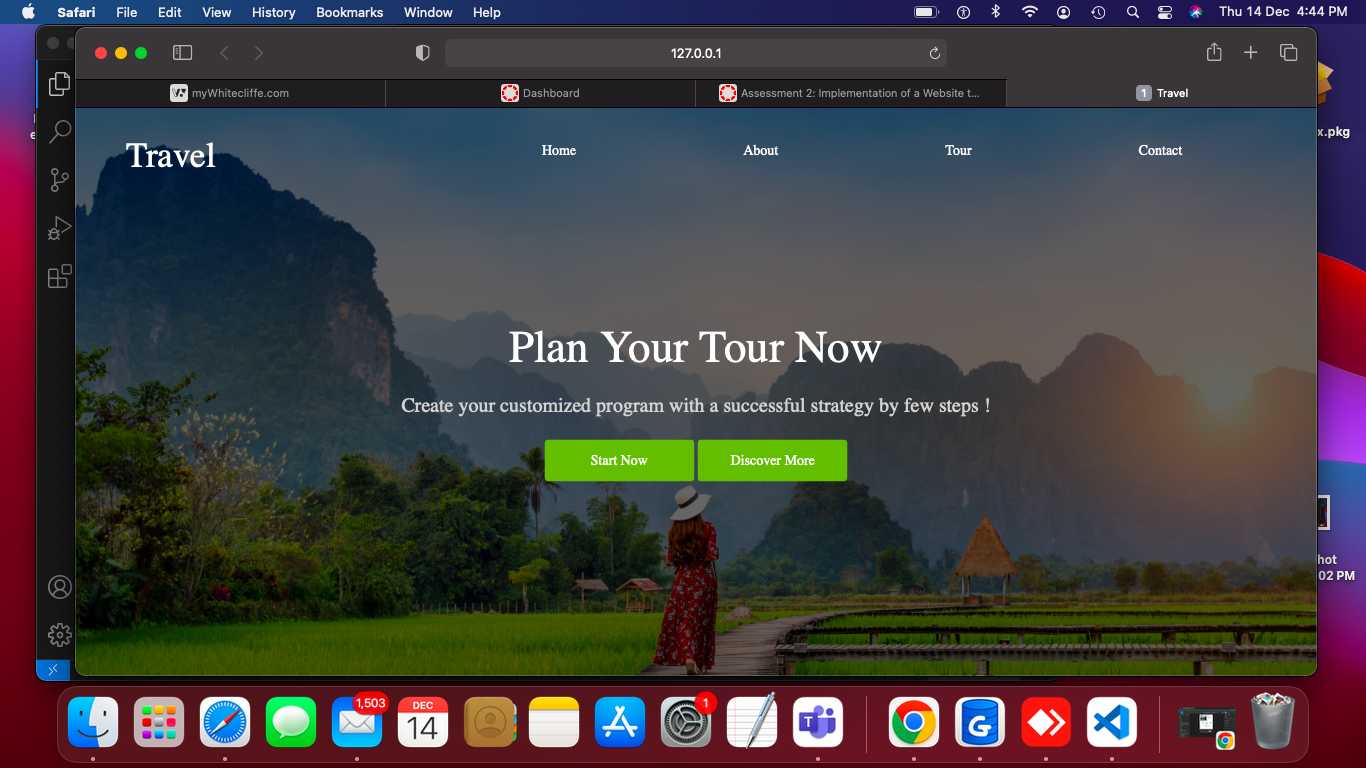 Safari File Edit View History Bookmarks Window Help Thu 14 Dec 4:44 PM
127.0.0.1
myWhitecliffe.com Dashboard Assessment 2: Implementation of a Website t... 1 Travel
x.pkg
Travel Home About Tour Contact
Plan Your Tour Now
Create your customized program with a successful strategy by few steps !
Start Now Discover More
hot
02 PM
1,503
DEC
14
1